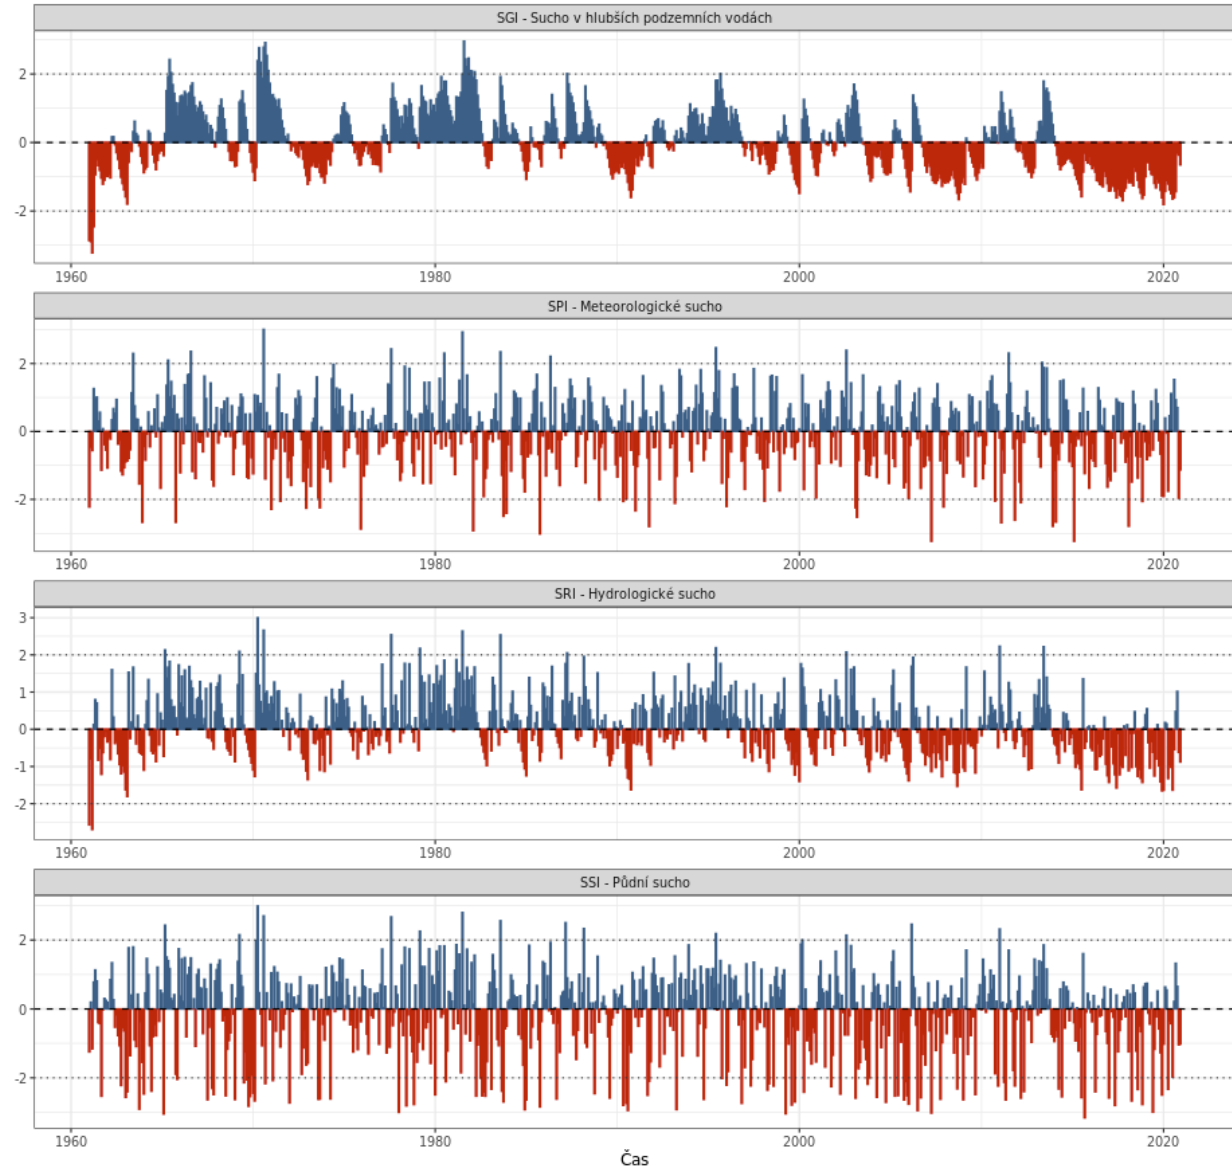 SGI - Sucho v hlubších podzemních vodách
2
0
-2
1960 1980 2000 2020
SPI - Meteorologické sucho
2
0
-2
1960 1980 2000 2020
SRI - Hydrologické sucho
3
2
1
0
-1
-2
1960 1980 2000 2020
SSI - Půdní sucho
2
0
-2
1960 1980 2000 2020
Čas